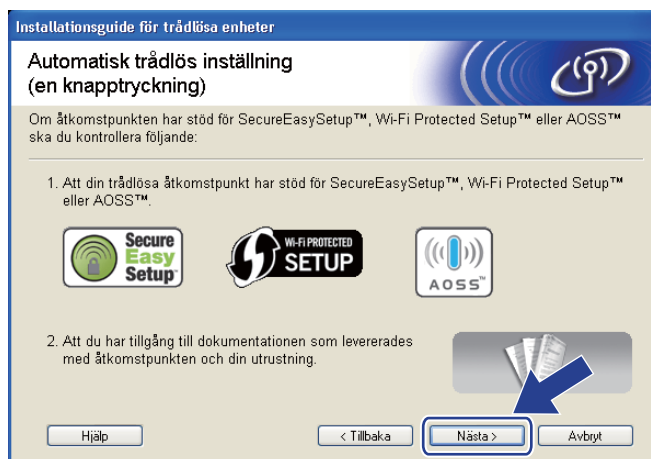 Installationsguide för trådlösa enheter
Automatisk trådlös inställning
(en knapptryckning)
Om åtkomstpunkten har stöd för SecureEasySetup™, Wi-Fi Protected Setup™ eller AOSS™
ska du kontrollera följande:
1. Att din trådlösa åtkomstpunkt har stöd för SecureEasySetup™, Wi-Fi Protected Setup™
eller AOSS™.
Secure
Easy
Setup™
WI-FI PROTECTED
SETUP
AOSS™
2. Att du har tillgång till dokumentationen som levererades
med åtkomstpunkten och din utrustning.
Hjälp
< Tillbaka
Nästa >
Avbryt